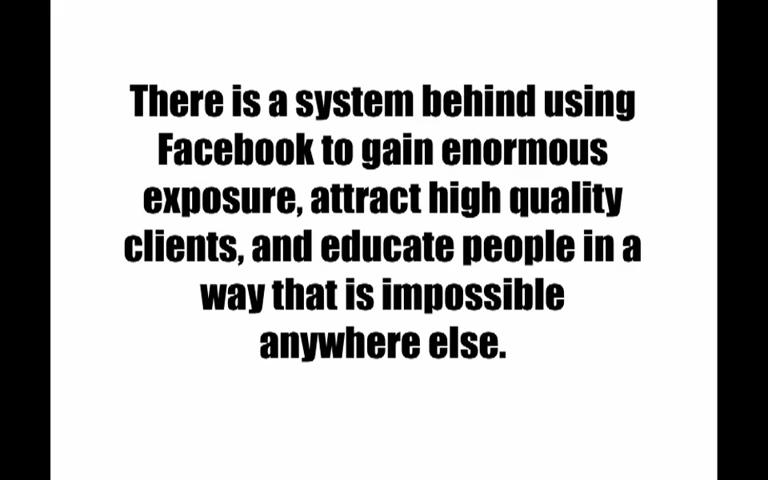 There is a system behind using
Facebook to gain enormous
exposure, attract high quality
clients, and educate people in a
way that is impossible
anywhere else.